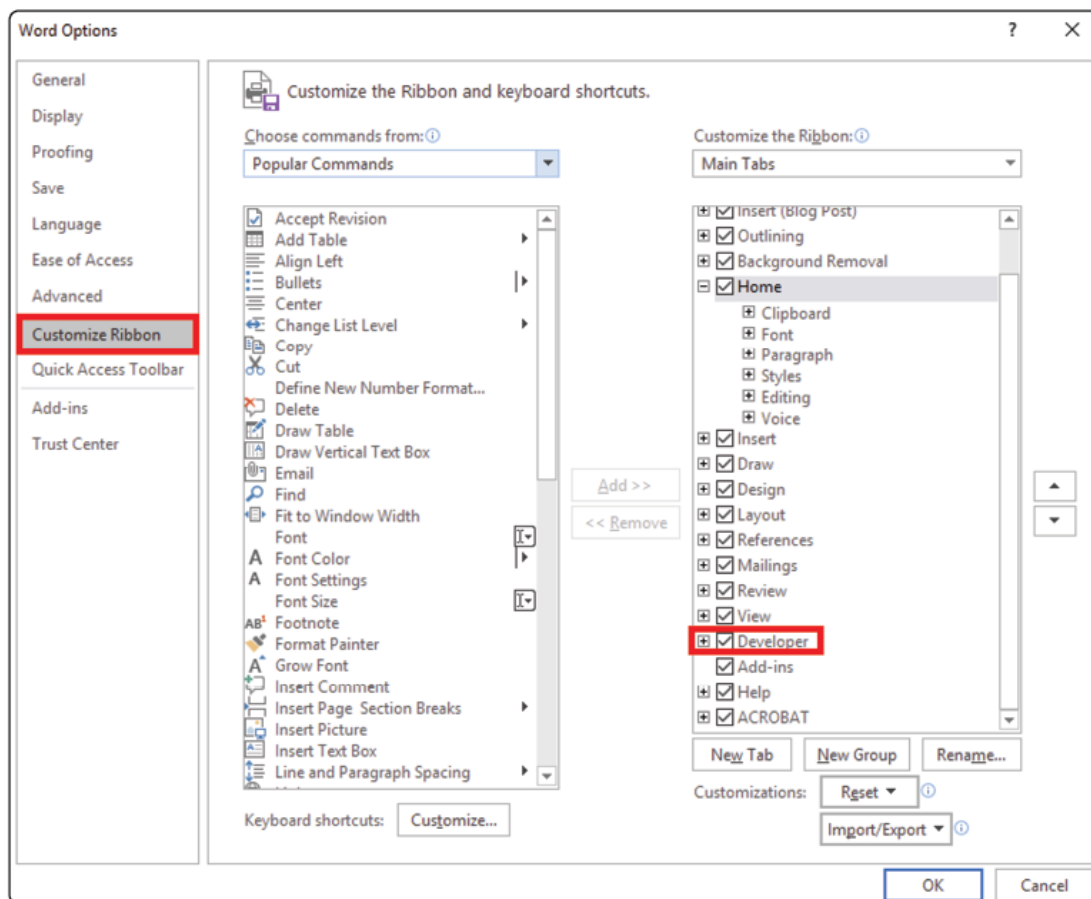 Word Options
?
General
Display
Proofing
Save
Language
Ease of Access
Advanced
Customize Ribbon
Quick Access Toolbar
Add-ins
Trust Center
Customize the Ribbon and keyboard shortcuts.
Choose commands from:
Popular Commands
Accept Revision
Add Table
Align Left
Bullets
Center
Change List Level
Copy
Cut
Define New Number Format...
Delete
Draw Table
Draw Vertical Text Box
Email
Find
Fit to Window Width
Font
Font Color
Font Settings
Font Size
Footnote
Format Painter
Grow Font
Insert Comment
Insert Page  Section Breaks
Insert Picture
Insert Text Box
Line and Paragraph Spacing
Keyboard shortcuts:
Customize...
Add >>
<< Remove
Customize the Ribbon:
Main Tabs
Insert (Blog Post)
Outlining
Background Removal
Home
Clipboard
Font
Paragraph
Styles
Editing
Voice
Insert
Draw
Design
Layout
References
Mailings
Review
View
Developer
Add-ins
Help
ACROBAT
New Tab
New Group
Rename...
Customizations:
Reset
Import/Export
OK
Cancel